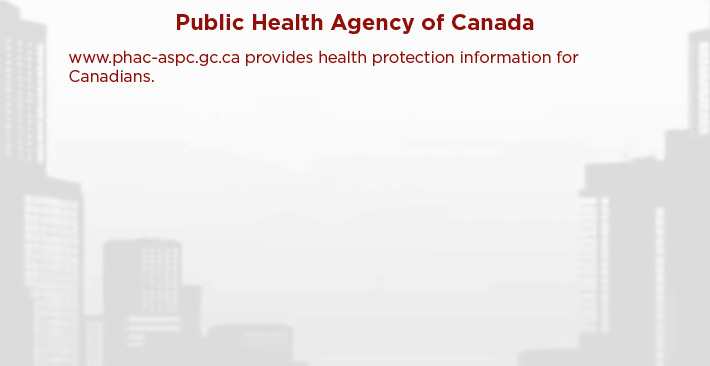 Public Health Agency of Canada
www.phac-aspc.gc.ca provides health protection information for
Canadians.